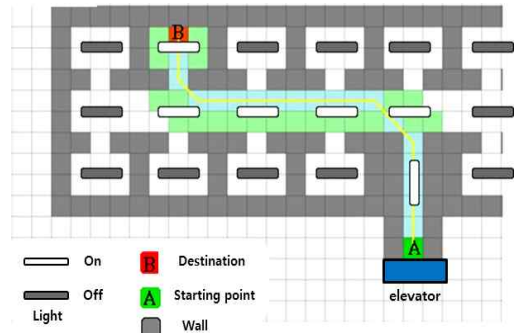 B
A
On
B Destination
Off
A Starting point
Light
Wall
elevator